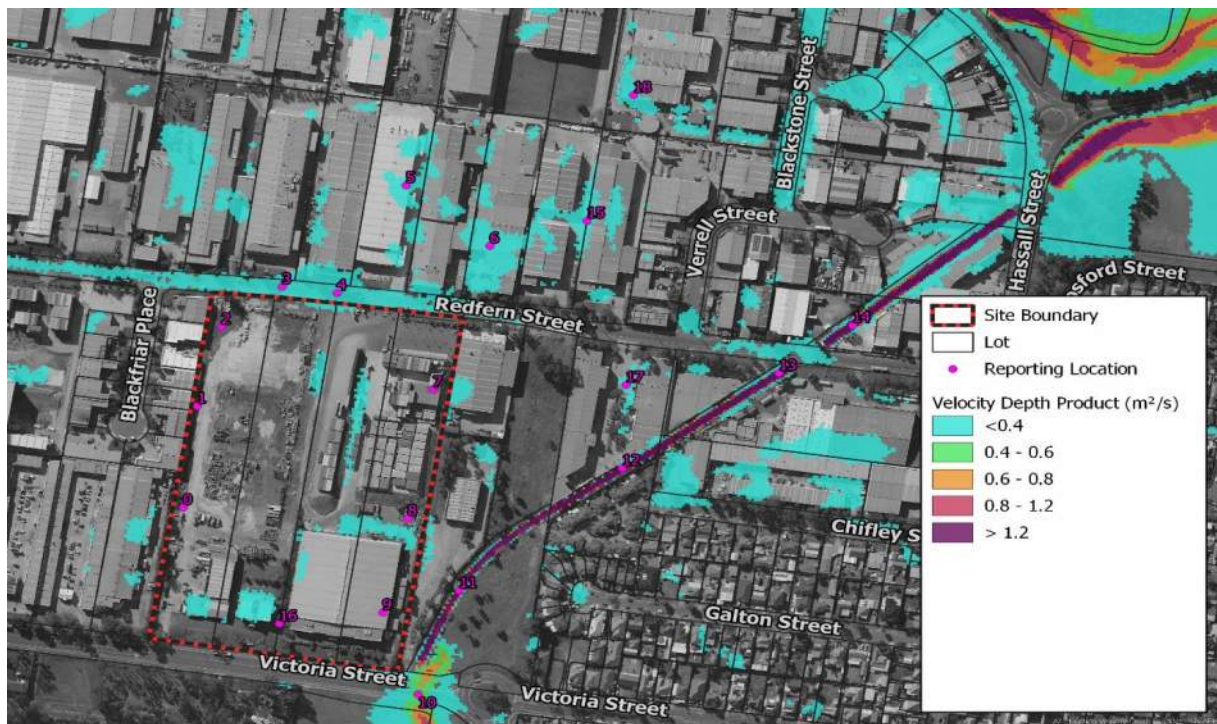 18
Blackstone Street
5
15
6
Verrell Street
Hassall Street
nsford Street
3
4
Redfern Street
Blackfriar Place
2
14
13
1
7
17
12
0
8
Chifley S
11
Galton Street
16
9
Victoria Street
Victoria Street
10
Site Boundary
Lot
Reporting Location
Velocity Depth Product (m²/s)
<0.4
0.4 - 0.6
0.6 - 0.8
0.8 - 1.2
> 1.2